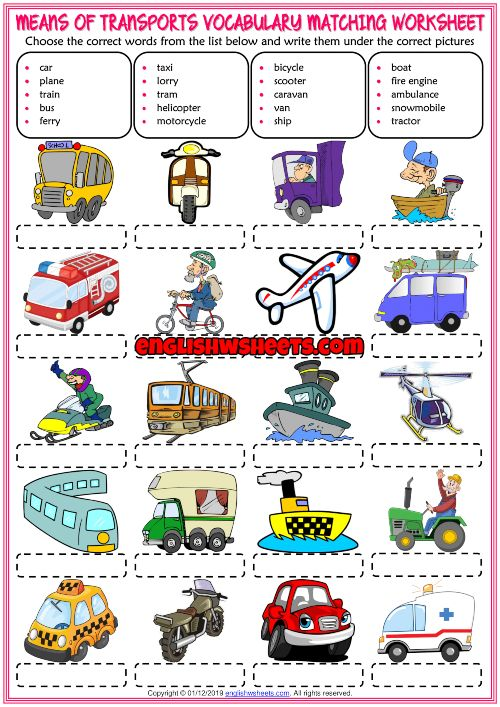 MEANS OF TRANSPORTS VOCABULARY MATCHING WORKSHEET
Choose the correct words from the list below and write them under the correct pictures
• car
• plane
• train
• bus
• ferry
• taxi
• lorry
• tram
• helicopter
• motorcycle
• bicycle
• scooter
• caravan
• van
• ship
• boat
• fire engine
• ambulance
• snowmobile
• tractor
SCHOOL
englishwsheets.com
Copyright © 01/12/2019 englishwsheets.com. All rights reserved.